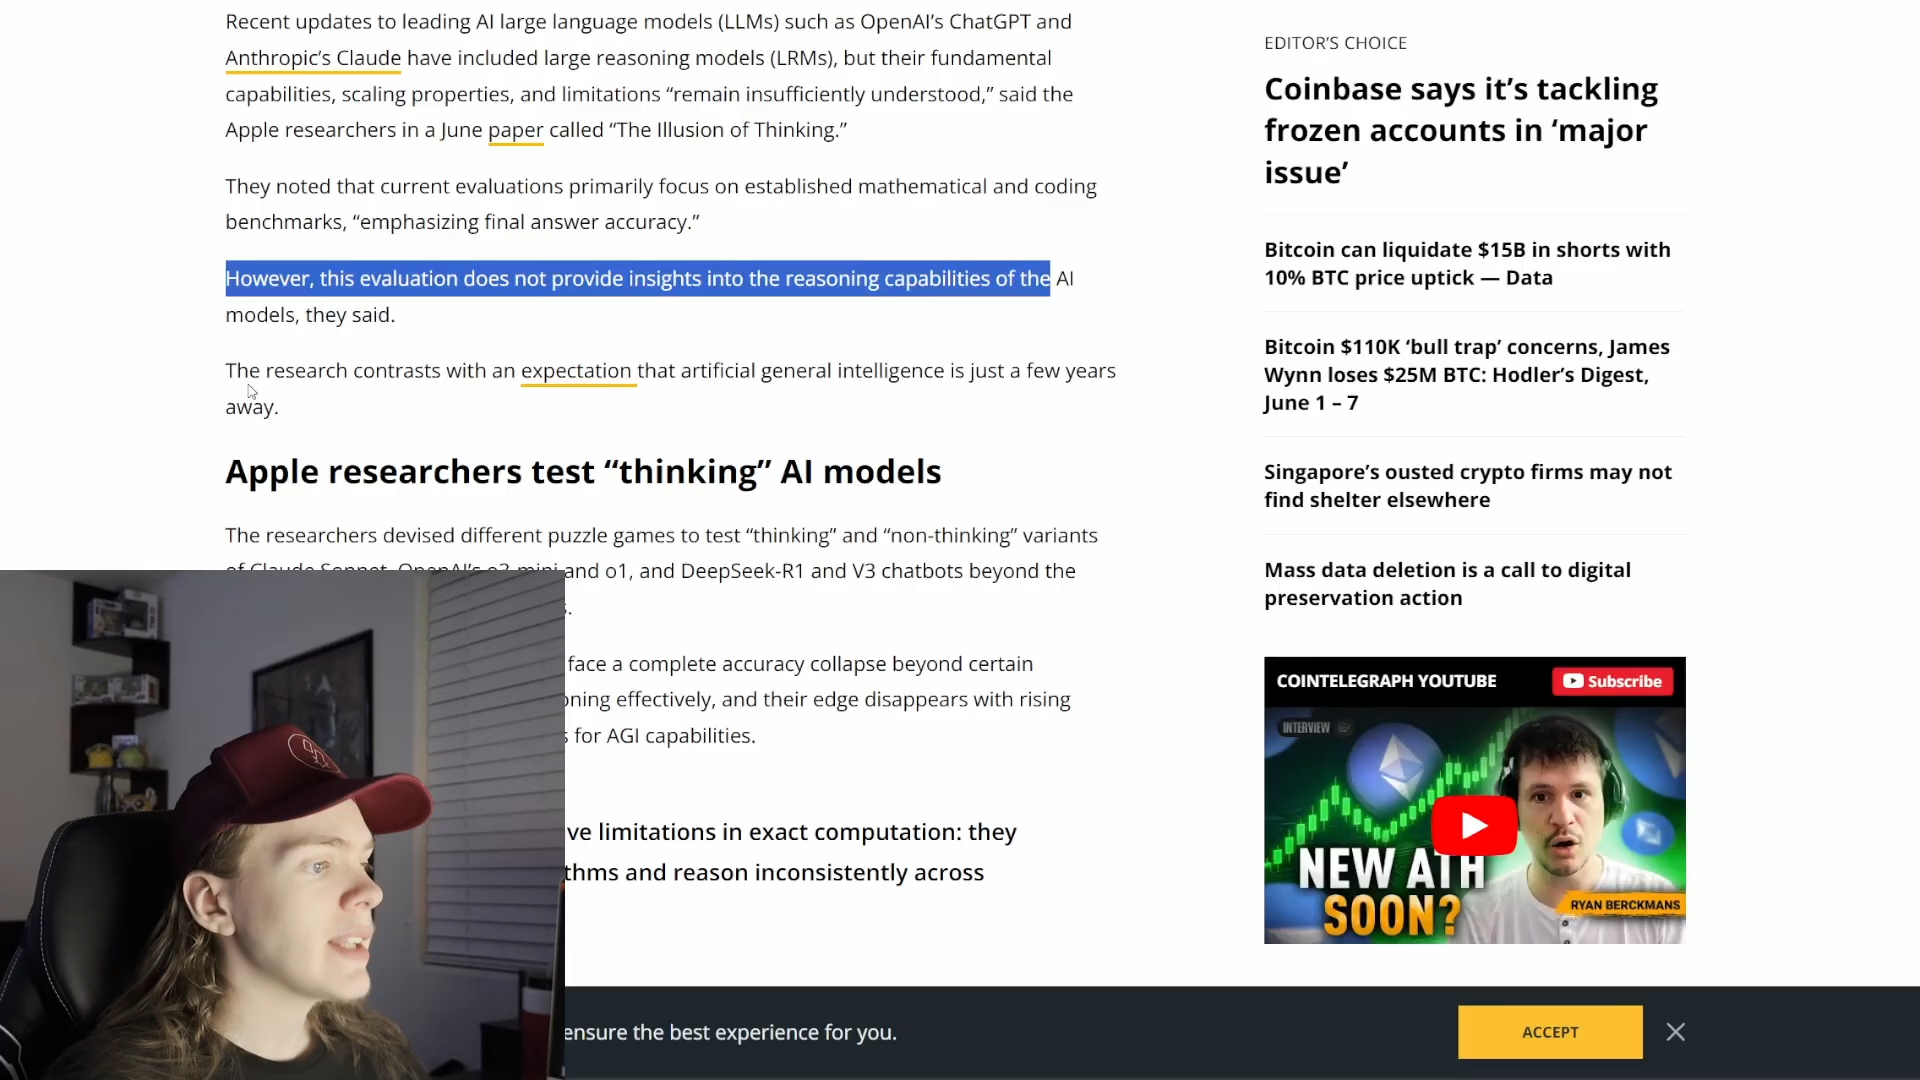 Recent updates to leading AI large language models (LLMs) such as OpenAI’s ChatGPT and
Anthropic’s Claude have included large reasoning models (LRMs), but their fundamental
capabilities, scaling properties, and limitations “remain insufficiently understood,” said the
Apple researchers in a June paper called “The Illusion of Thinking.”
They noted that current evaluations primarily focus on established mathematical and coding
benchmarks, “emphasizing final answer accuracy.”
However, this evaluation does not provide insights into the reasoning capabilities of the AI
models, they said.
The research contrasts with an expectation that artificial general intelligence is just a few years
away.
Apple researchers test “thinking” AI models
The researchers devised different puzzle games to test “thinking” and “non-thinking” variants
of Claude Sonnet, OpenAI’s o3-mini and o1, and DeepSeek-R1 and V3 chatbots beyond the
face a complete accuracy collapse beyond certain
effectively, and their edge disappears with rising
for AGI capabilities.
limitations in exact computation: they
and reason inconsistently across
ensure the best experience for you.
ACCEPT
EDITOR’S CHOICE
Coinbase says it’s tackling
frozen accounts in ‘major
issue’
Bitcoin can liquidate $15B in shorts with
10% BTC price uptick — Data
Bitcoin $110K ‘bull trap’ concerns, James
Wynn loses $25M BTC: Hodler’s Digest,
June 1 – 7
Singapore’s ousted crypto firms may not
find shelter elsewhere
Mass data deletion is a call to digital
preservation action
COINTELEGRAPH YOUTUBE
Subscribe
INTERVIEW
NEW ATH
SOON?
RYAN BERCKMANS